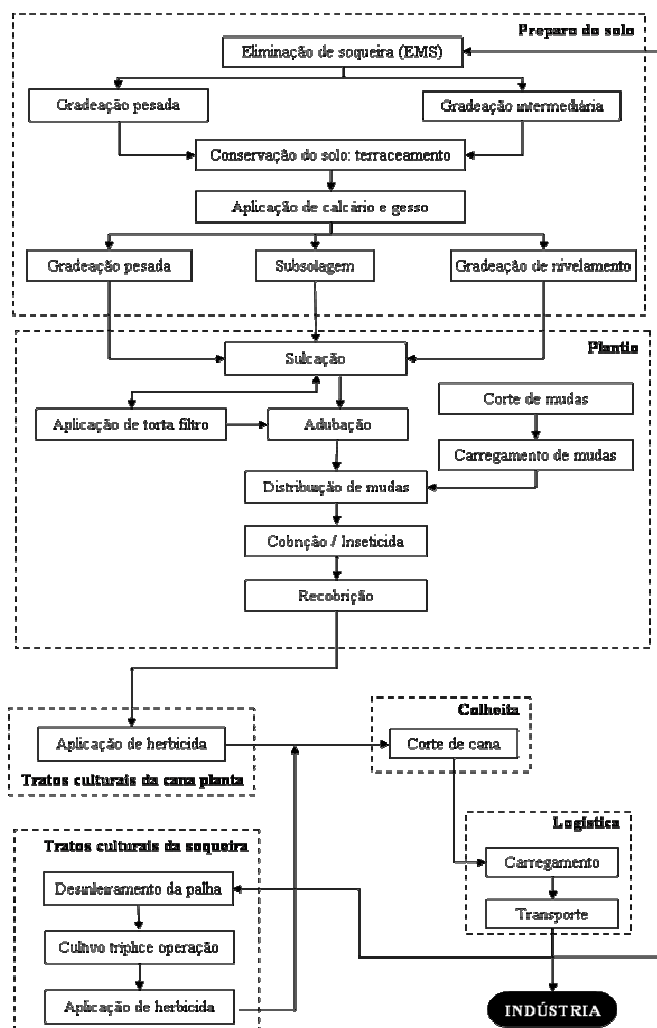 Preparo do solo
Eliminação de soqueira (EMS)
Gradeação pesada
Gradeação intermediária
Conservação do solo: terraceamento
Aplicação de calcário e gesso
Gradeação pesada
Subsolagem
Gradeação de nivelamento
Plantio
Sulcação
Corte de mudas
Aplicação de torta filtro
Adubação
Carregamento de mudas
Distribuição de mudas
Cobrição / Inseticida
Recobrição
Colheita
Aplicação de herbicida
Corte de cana
Tratos culturais da cana planta
Logística
Tratos culturais da soqueira
Carregamento
Desenleiramento da palha
Transporte
Cultivo tríplice operação
Aplicação de herbicida
INDÚSTRIA